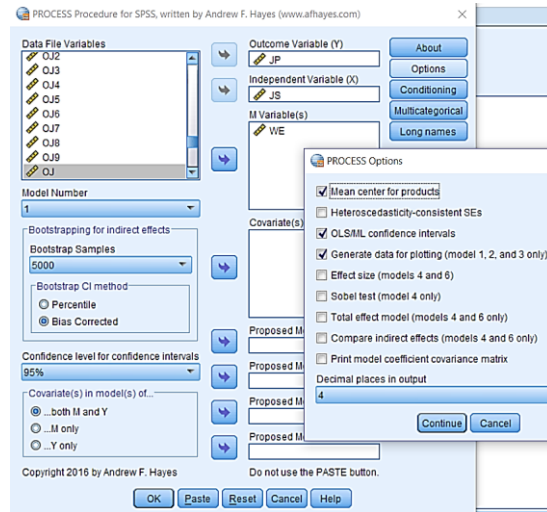 PROCESS Procedure for SPSS, written by Andrew F. Hayes (www.afhayes.com)
Data File Variables
OJ2
OJ3
OJ4
OJ5
OJ6
OJ7
OJ8
OJ9
OJ
Model Number
1
Bootstrapping for indirect effects
Bootstrap Samples
5000
Bootstrap CI method
Percentile
Bias Corrected
Confidence level for confidence intervals
95%
Covariate(s) in model(s) of...
...both M and Y
...M only
...Y only
Copyright 2016 by Andrew F. Hayes
Outcome Variable (Y)
JP
Independent Variable (X)
JS
M Variable(s)
WE
Covariate(s)
Proposed M
Proposed M
Proposed M
Proposed M
Do not use the PASTE button.
About
Options
Conditioning
Multicategorical
Long names
OK Paste Reset Cancel Help
PROCESS Options
Mean center for products
Heteroscedasticity-consistent SEs
OLS/ML confidence intervals
Generate data for plotting (model 1, 2, and 3 only)
Effect size (models 4 and 6)
Sobel test (model 4 only)
Total effect model (models 4 and 6 only)
Compare indirect effects (models 4 and 6 only)
Print model coefficient covariance matrix
Decimal places in output
4
Continue Cancel